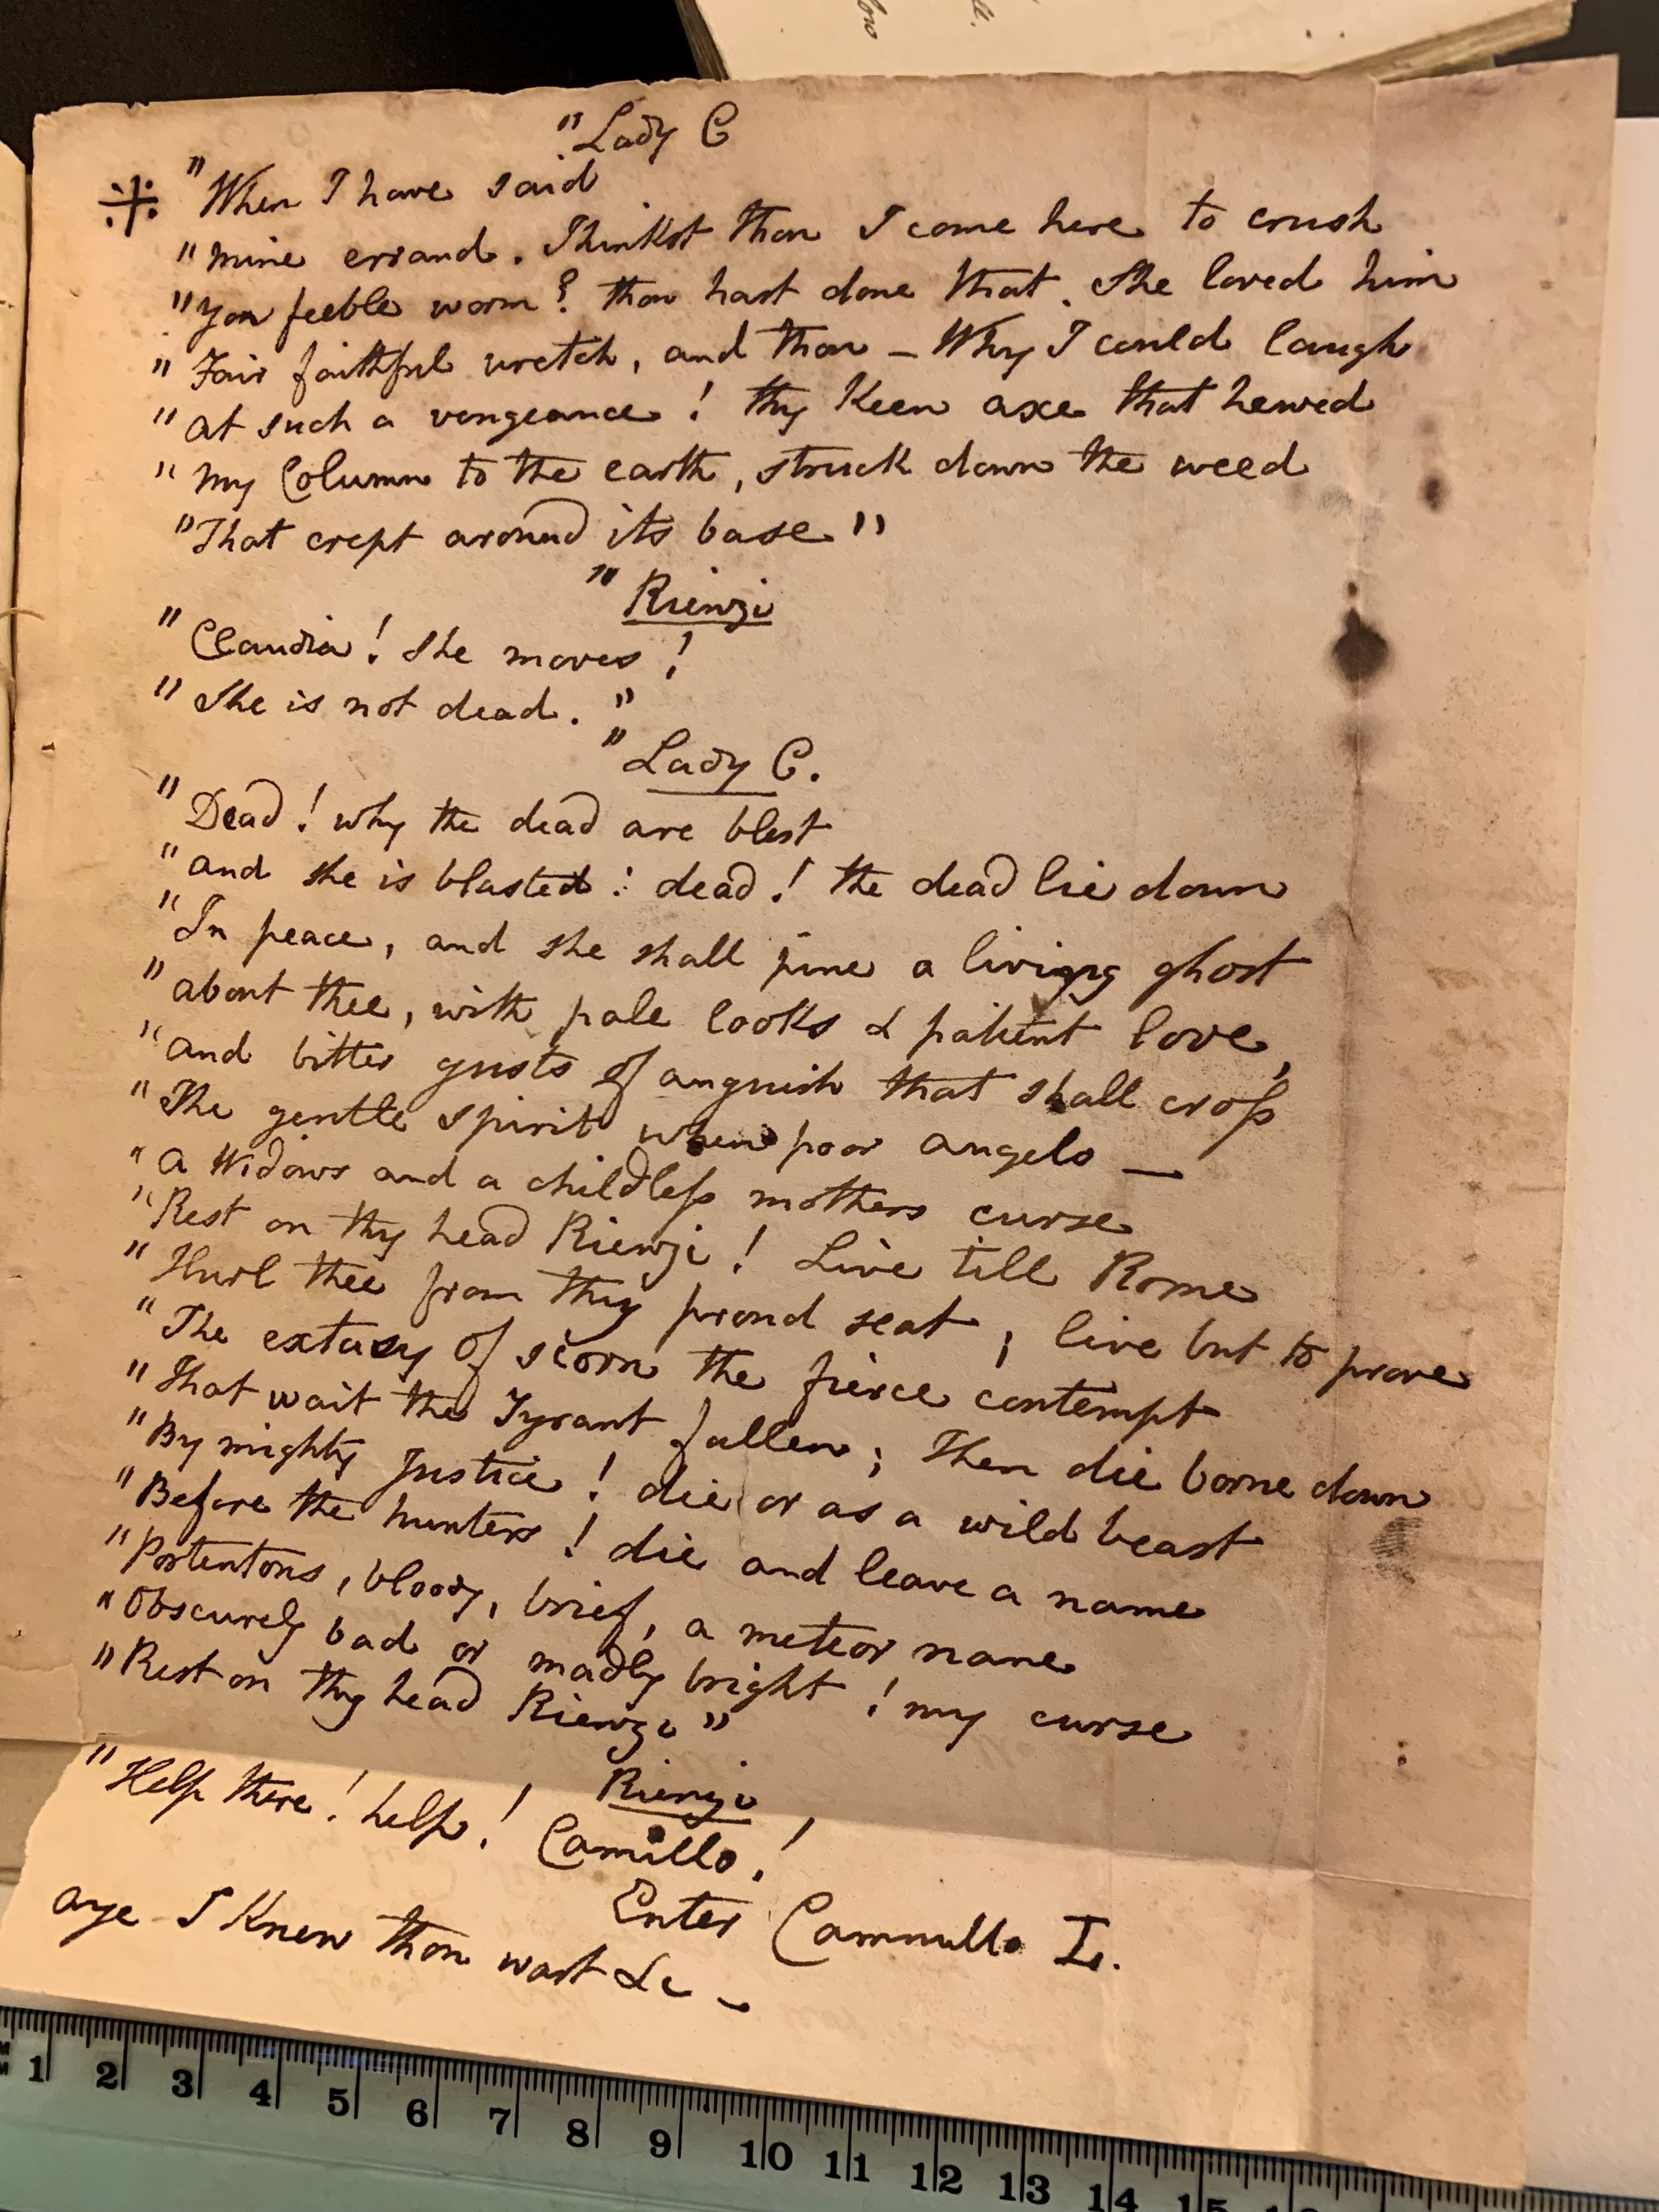 "Lady C
※ "When I have said
"mine errand. Thinkst thou I come here to crush
"yon feeble worm? thou hast done that. She loved him
"Fair faithful wretch, and thou – Why I could laugh
"at such a vengeance! thy Keen axe that hewed
"my Column to the earth, struck down the weed
"That crept around its base"
"Rienzi
"Claudia! She moves!
"She is not dead."
"Lady C.
"Dead! why the dead are blest
"and she is blasted: dead! the dead lie down
"In peace, and she shall pine a living ghost
"about thee, with pale looks & patient love,
"and bitter gusts of anguish that shall cross
"The gentle spirit when poor angelo —
"a Widows and a childless mothers curse
"Rest on thy head Rienzi! Live till Rome
"Hurl thee from thy proud seat, live but to prove
"The extasy of scorn the fierce contempt
"That wait the Tyrant fallen; Then die borne down
"By mighty Justice! die or as a wild beast
"Before the hunters! die and leave a name
"Portentous, bloody, brief, a meteor name
"Obscurely bad or madly bright! my curse
"Rest on thy head Rienzi"
Rienzi
"Help there! help! Camillo!
Enter Cammillo L.
aye I Knew thou wast &c –
1 2 3 4 5 6 7 8 9 10 11 12 13 14 15